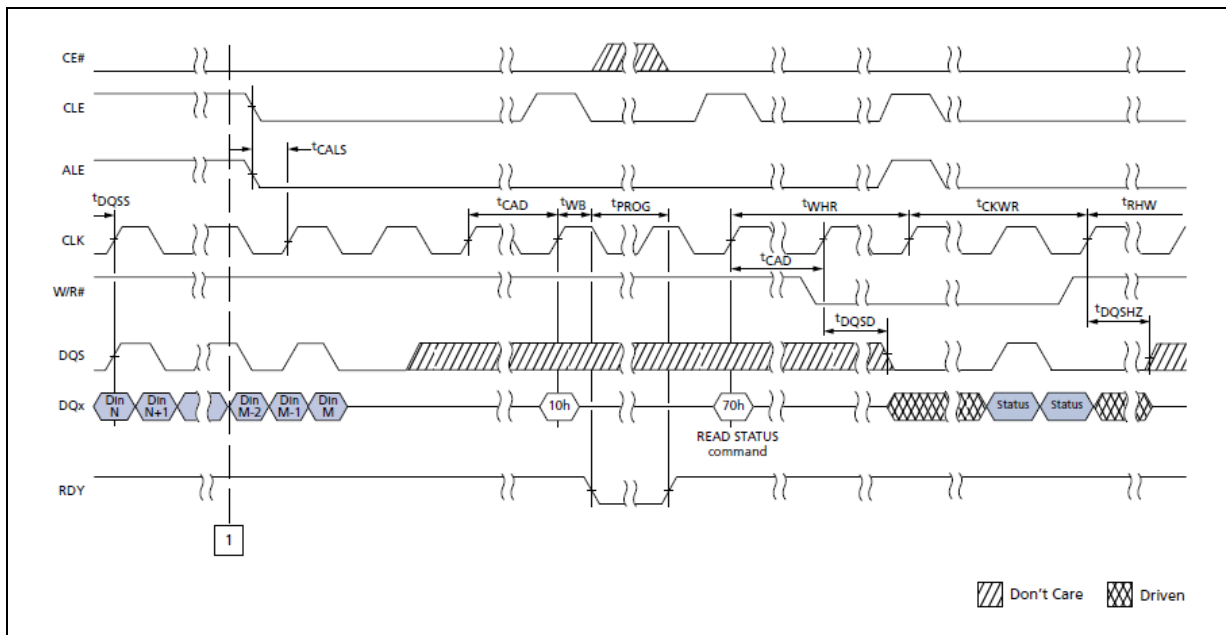 CE#
CLE
tCALS
ALE
tDQSS
tCAD
tWB
tPROG
tWHR
tCKWR
tRHW
CLK
tCAD
W/R#
tDQSD
tDQSHZ
DQS
DQx
Din N
Din N+1
Din M-2
Din M-1
Din M
10h
70h
Status
Status
READ STATUS
command
RDY
1
Don't Care
Driven